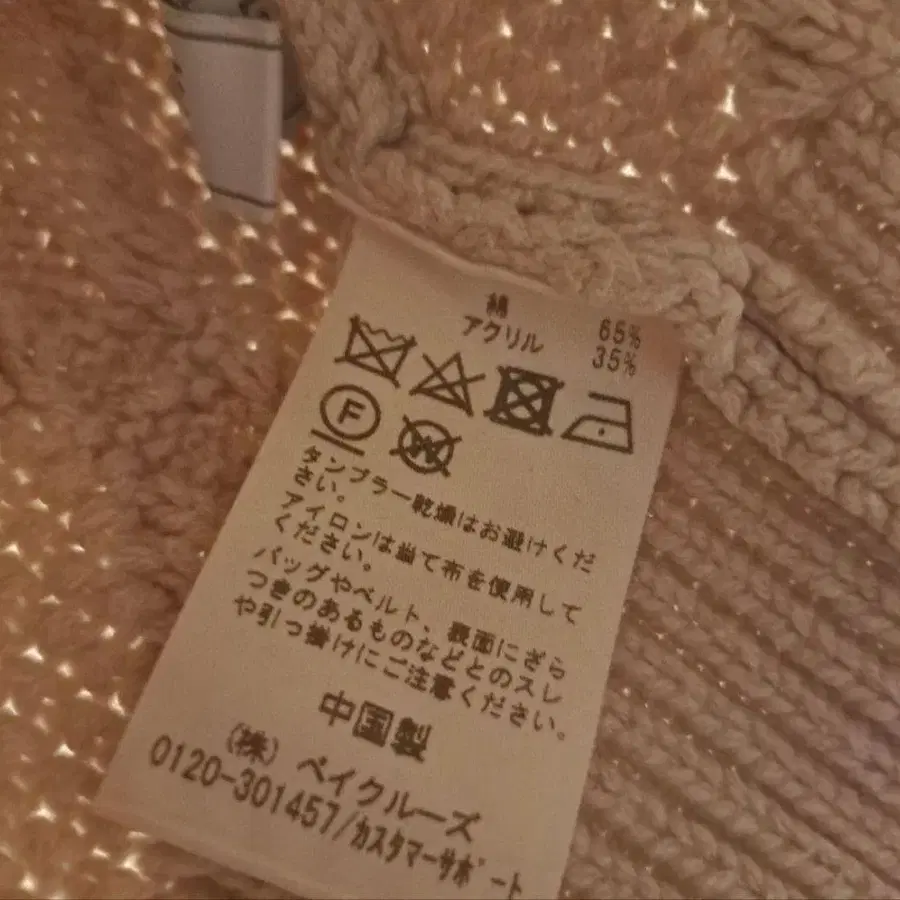 綿 65%
アクリル 35%
F
W
タンブラー乾燥はお避けくだ
さい。
アイロンは当て布を使用して
ください。
バッグやベルト、表面にざら
つきのあるものなどとのスレ
や引っ掛けにご注意ください。
中国製
(株) ベイクルーズ
0120-301457/カスタマーサポート